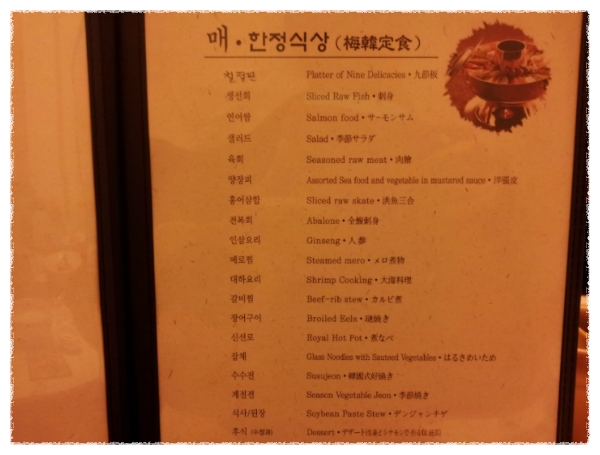 매·한정식상 (梅韓定食)
칠절판 Platter of Nine Delicacies・九節板
생선회 Sliced Raw Fish・刺身
연어쌈 Salmon food・サーモンサム
샐러드 Salad・季節サラダ
육회 Seasoned raw meat・肉膾
양장피 Assorted Sea food and vegetable in mustared sauce・洋張皮
홍어삼합 Sliced raw skate・洪魚三合
전복회 Abalone・全鰒刺身
인삼요리 Ginseng・人参
메로찜 Steamed mero・メロ煮物
대하요리 Shrimp Cooking・大海料理
갈비찜 Beef-rib stew・カルビ煮
장어구이 Broiled Eels・焼き
신선로 Royal Hot Pot・煮なべ
잡채 Glass Noodles with Sauteed Vegetables・はるさめいため
수수전 Susujeon・韓國式お好焼き
계절전 Season Vegetable Jeon・季節焼き
식사/된장 Soybean Paste Stew・デンジャンチゲ
후식 Dessert・デザート